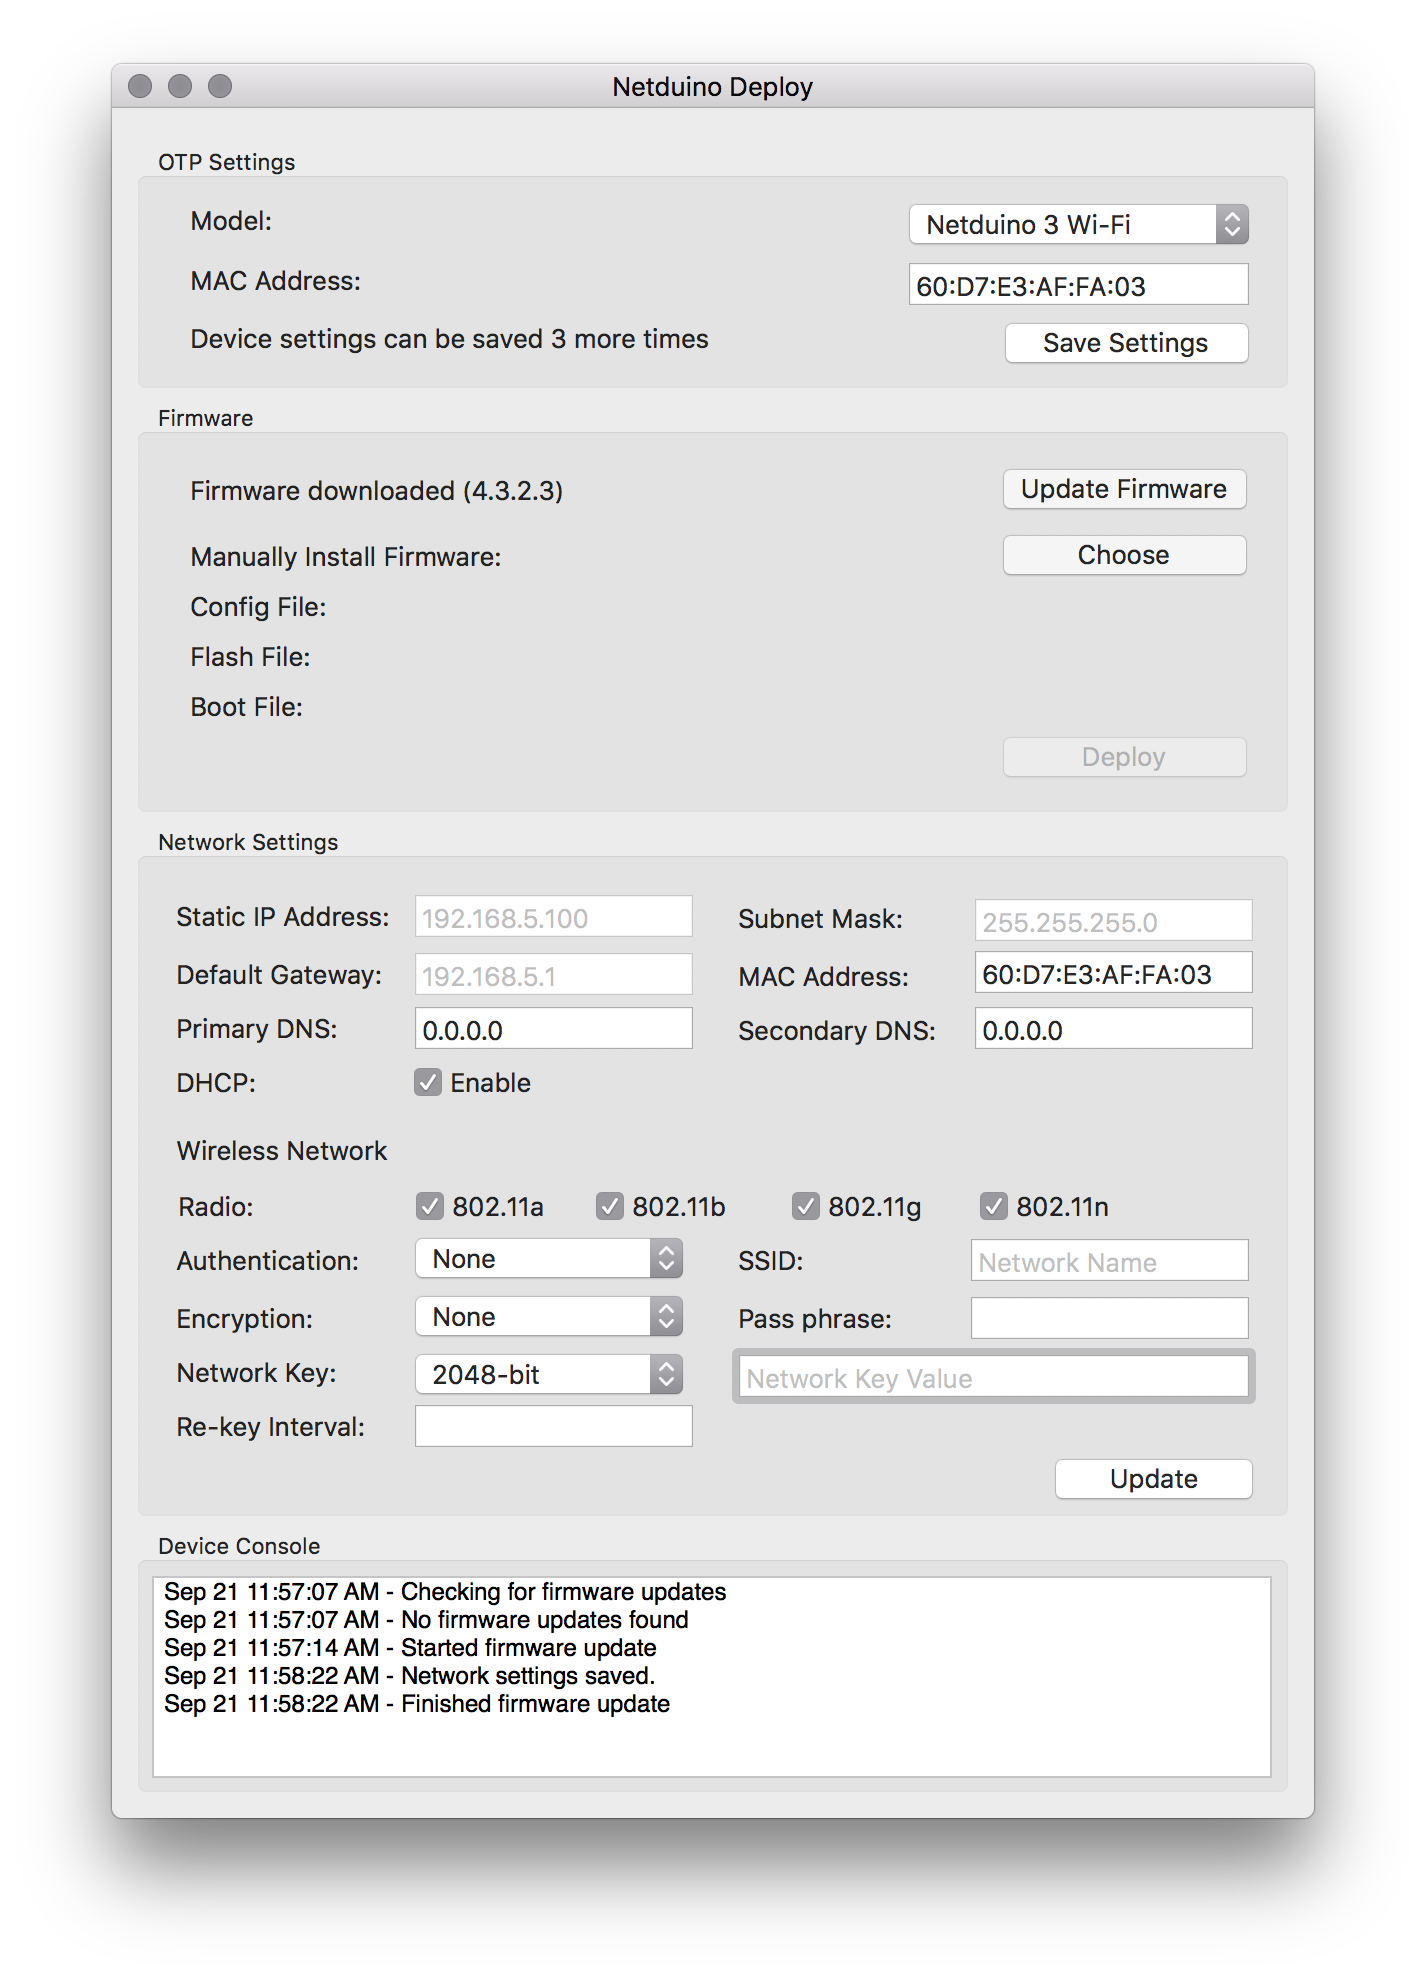 Netduino Deploy
OTP Settings
Model: Netduino 3 Wi-Fi
MAC Address: 60:D7:E3:AF:FA:03
Device settings can be saved 3 more times Save Settings
Firmware
Firmware downloaded (4.3.2.3) Update Firmware
Manually Install Firmware: Choose
Config File:
Flash File:
Boot File:
Deploy
Network Settings
Static IP Address: 192.168.5.100 Subnet Mask: 255.255.255.0
Default Gateway: 192.168.5.1 MAC Address: 60:D7:E3:AF:FA:03
Primary DNS: 0.0.0.0 Secondary DNS: 0.0.0.0
DHCP: Enable
Wireless Network
Radio: 802.11a 802.11b 802.11g 802.11n
Authentication: None SSID: Network Name
Encryption: None Pass phrase:
Network Key: 2048-bit Network Key Value
Re-key Interval:
Update
Device Console
Sep 21 11:57:07 AM - Checking for firmware updates
Sep 21 11:57:07 AM - No firmware updates found
Sep 21 11:57:14 AM - Started firmware update
Sep 21 11:58:22 AM - Network settings saved.
Sep 21 11:58:22 AM - Finished firmware update